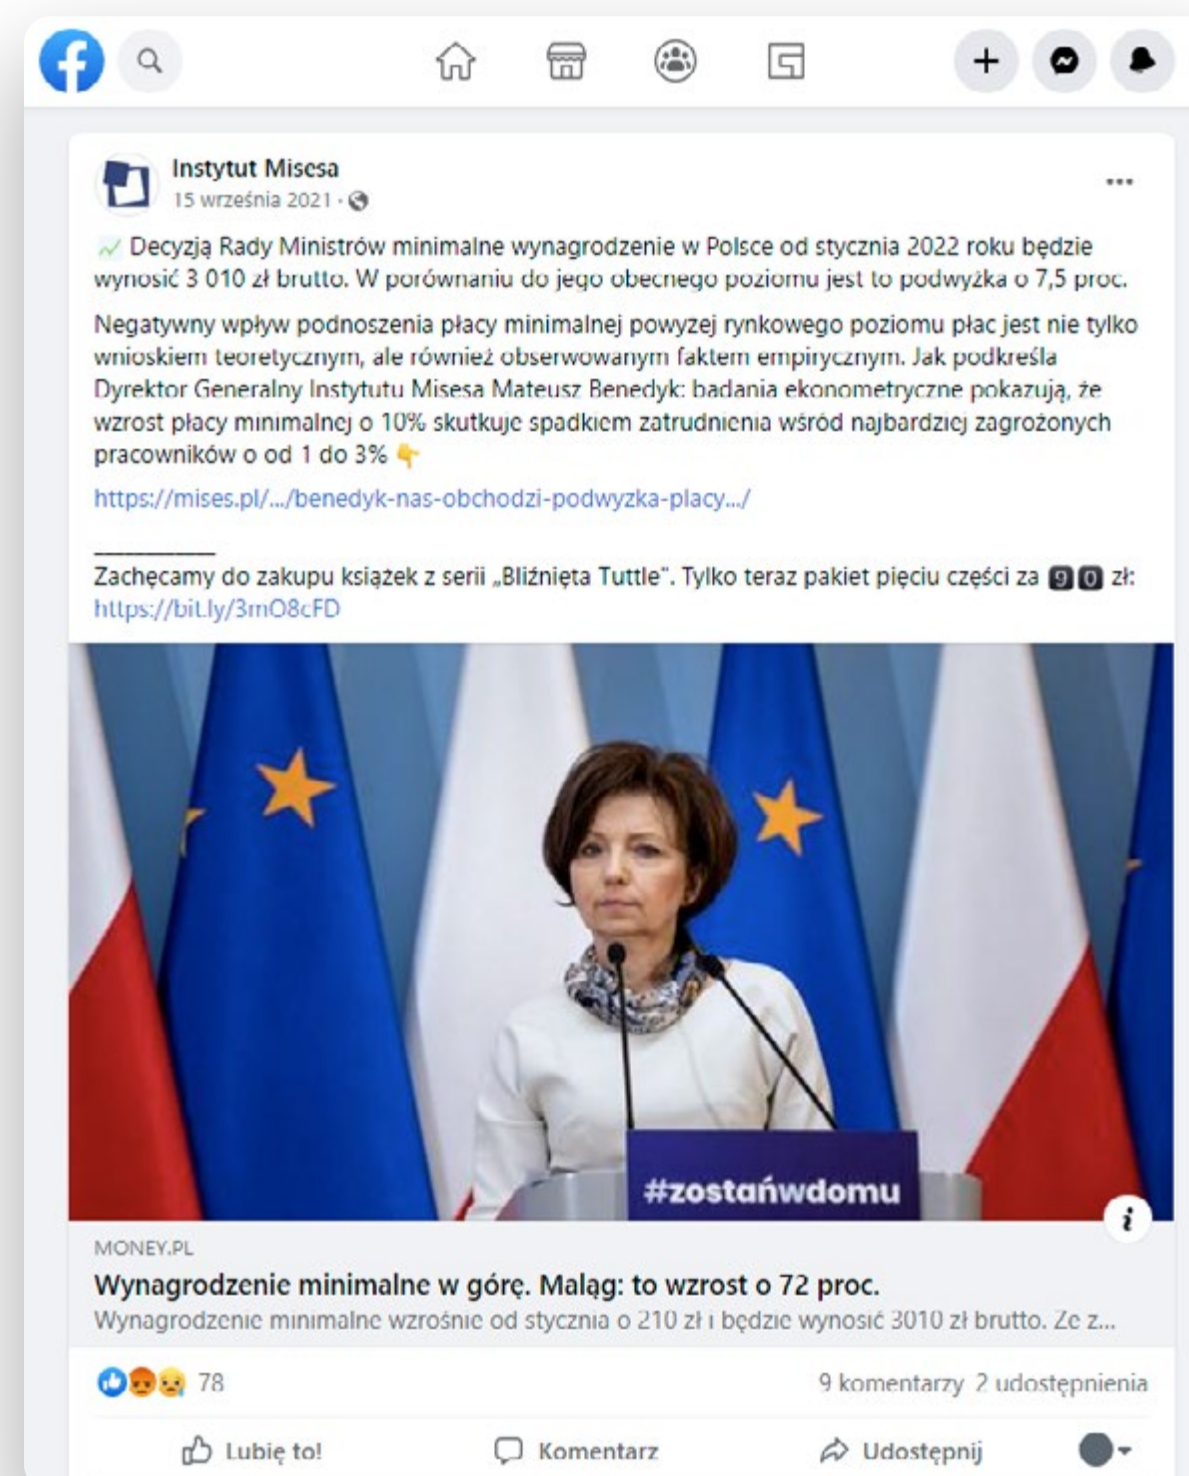 Instytut Misesa
15 września 2021
Decyzją Rady Ministrów minimalne wynagrodzenie w Polsce od stycznia 2022 roku będzie
wynosić 3 010 zł brutto. W porównaniu do jego obecnego poziomu jest to podwyżka o 7,5 proc.
Negatywny wpływ podnoszenia płacy minimalnej powyzej rynkowego poziomu płac jest nie tylko
wnioskiem teoretycznym, ale również obserwowanym faktem empirycznym. Jak podkreśla
Dyrektor Generalny Instytutu Misesa Mateusz Benedyk: badania ekonometryczne pokazują, że
wzrost płacy minimalnej o 10% skutkuje spadkiem zatrudnienia wśród najbardziej zagrożonych
pracowników o od 1 do 3% 👇
https://mises.pl/.../benedyk-nas-obchodzi-podwyzka-placy.../
____________
Zachęcamy do zakupu książek z serii „Bliźnięta Tuttle". Tylko teraz pakiet pięciu części za 90 zł:
https://bit.ly/3mO8cFD
#zostańwdomu
MONEY.PL
Wynagrodzenie minimalne w górę. Maląg: to wzrost o 72 proc.
Wynagrodzenie minimalne wzrośnie od stycznia o 210 zł i będzie wynosić 3010 zł brutto. Ze z...
78
9 komentarzy 2 udostępnienia
Lubię to!
Komentarz
Udostępnij